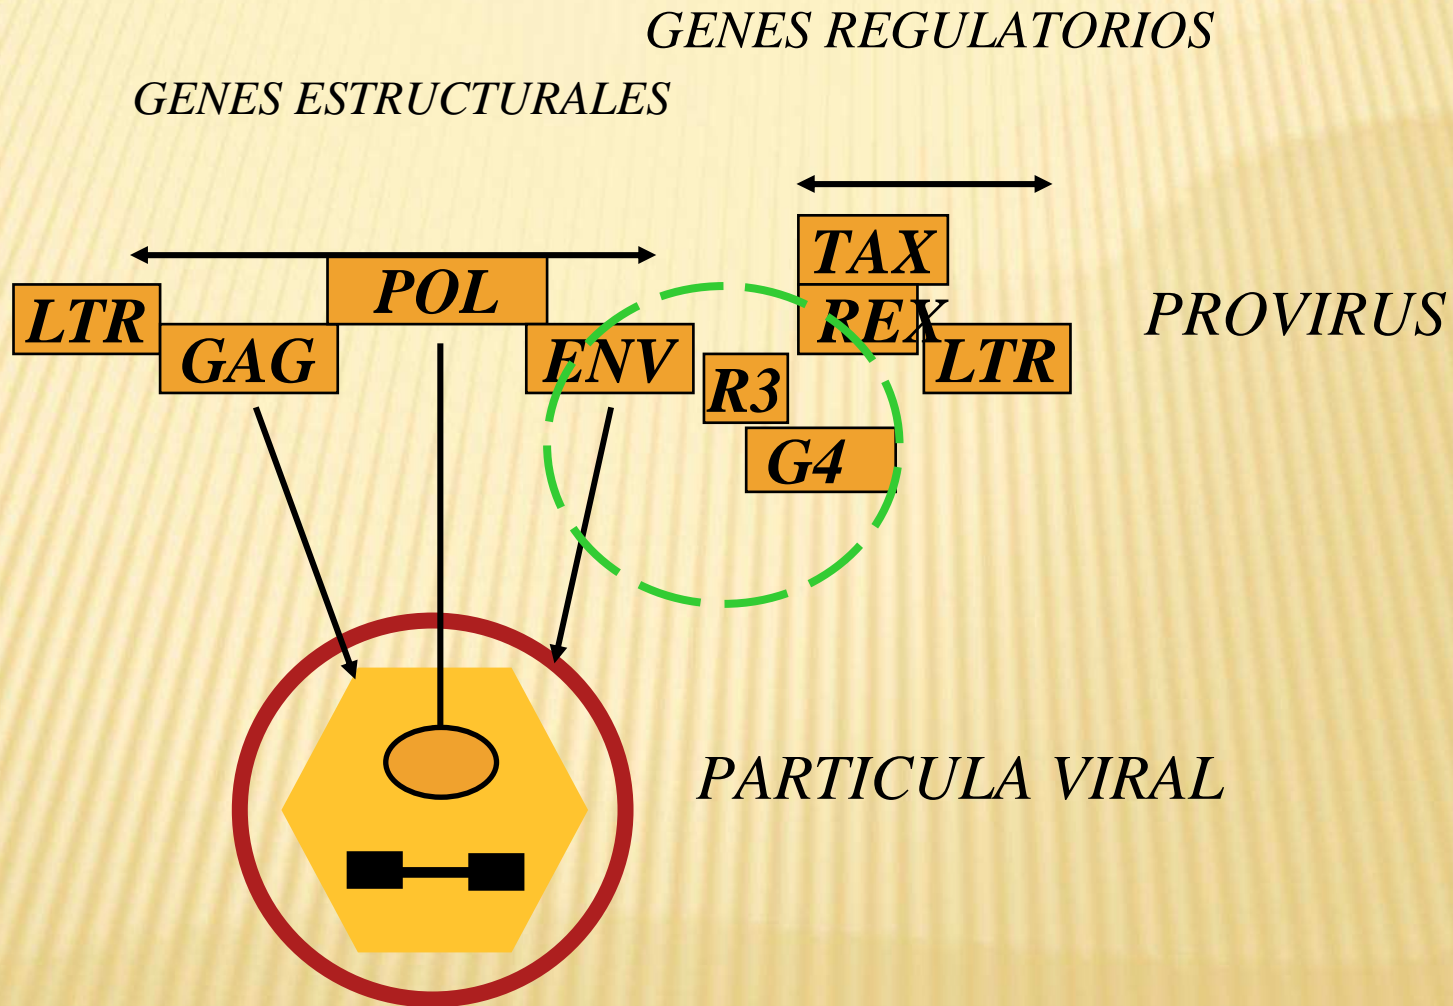 GENES REGULATORIOS
GENES ESTRUCTURALES
TAX
POL
LTR
REX
PROVIRUS
GAG
ENV
LTR
R3
G4
PARTICULA VIRAL